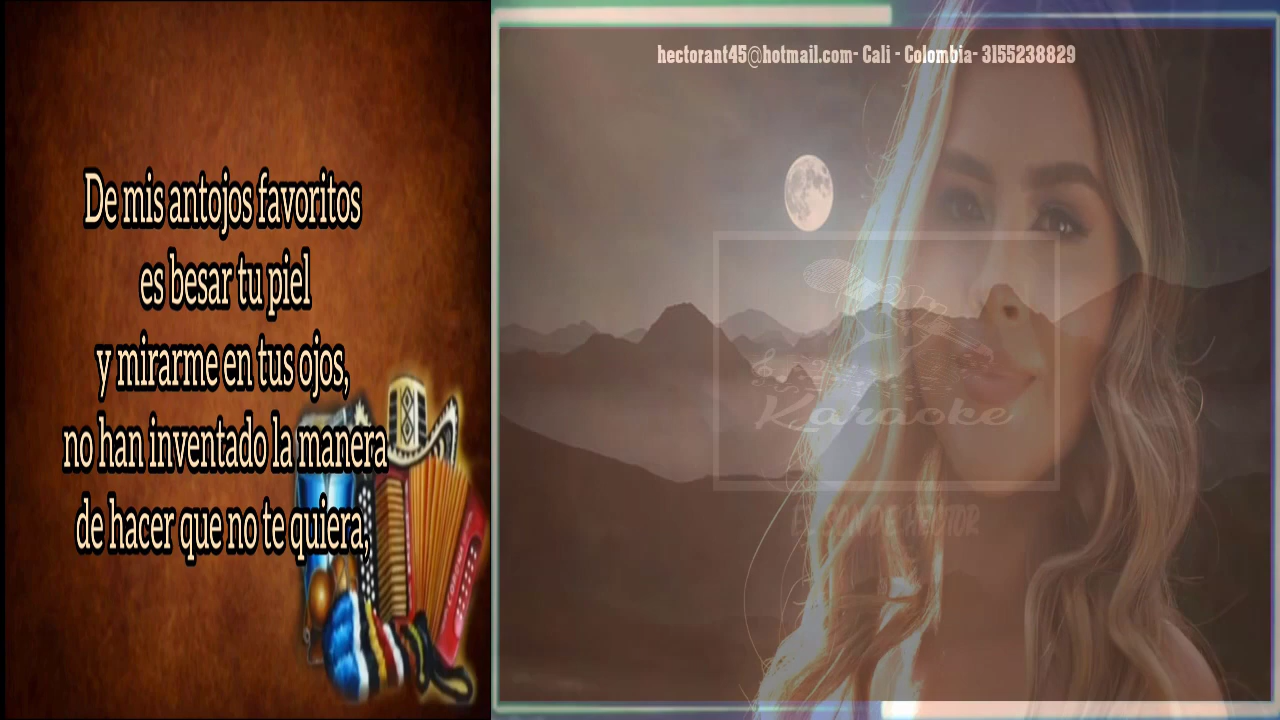 De mis antojos favoritos
es besar tu piel
y mirarme en tus ojos,
no han inventado la manera
de hacer que no te quiera,
hectorant45@hotmail.com- Cali - Colombia- 3155238829
Karaoke